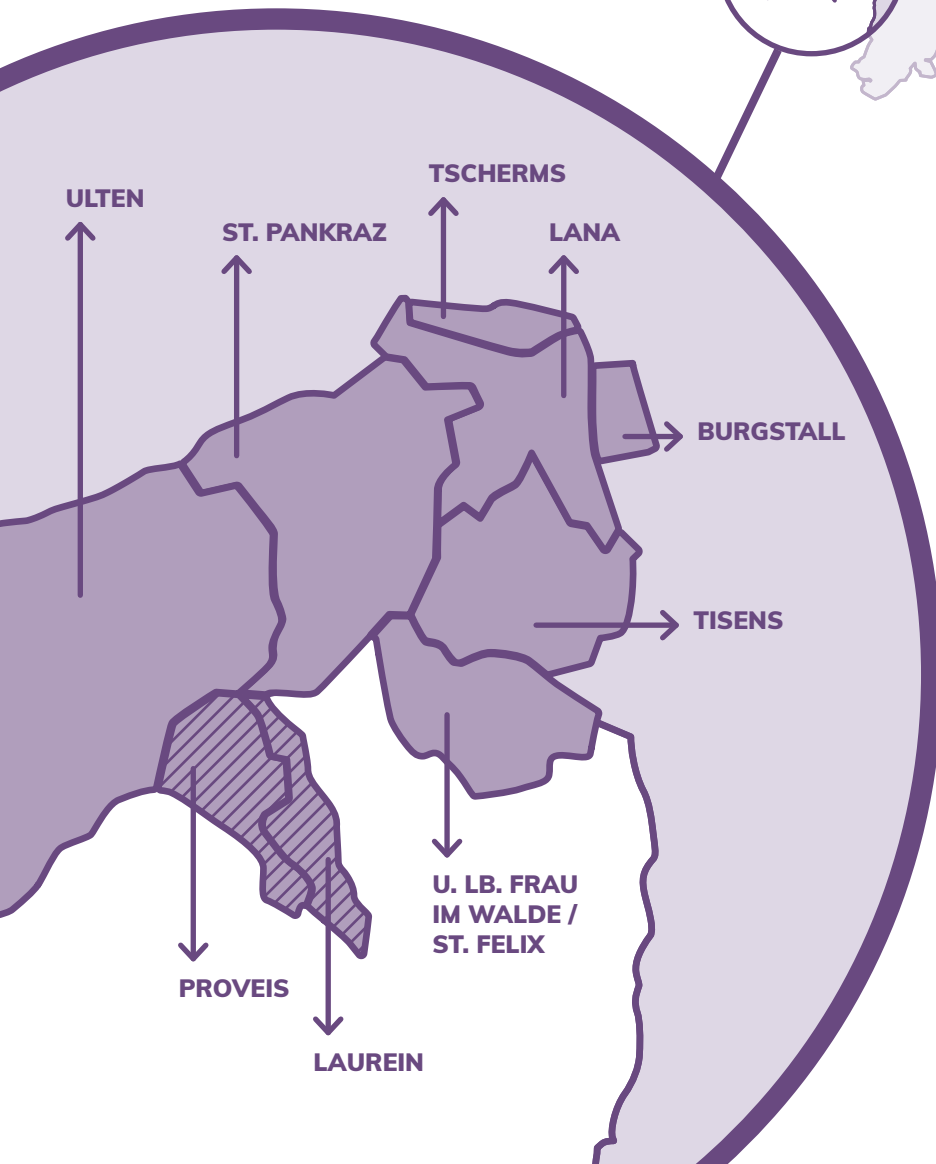 TSCHERMS
ULTEN
ST. PANKRAZ
LANA
BURGSTALL
TISENS
U. LB. FRAU
IM WALDE /
ST. FELIX
PROVEIS
LAUREIN